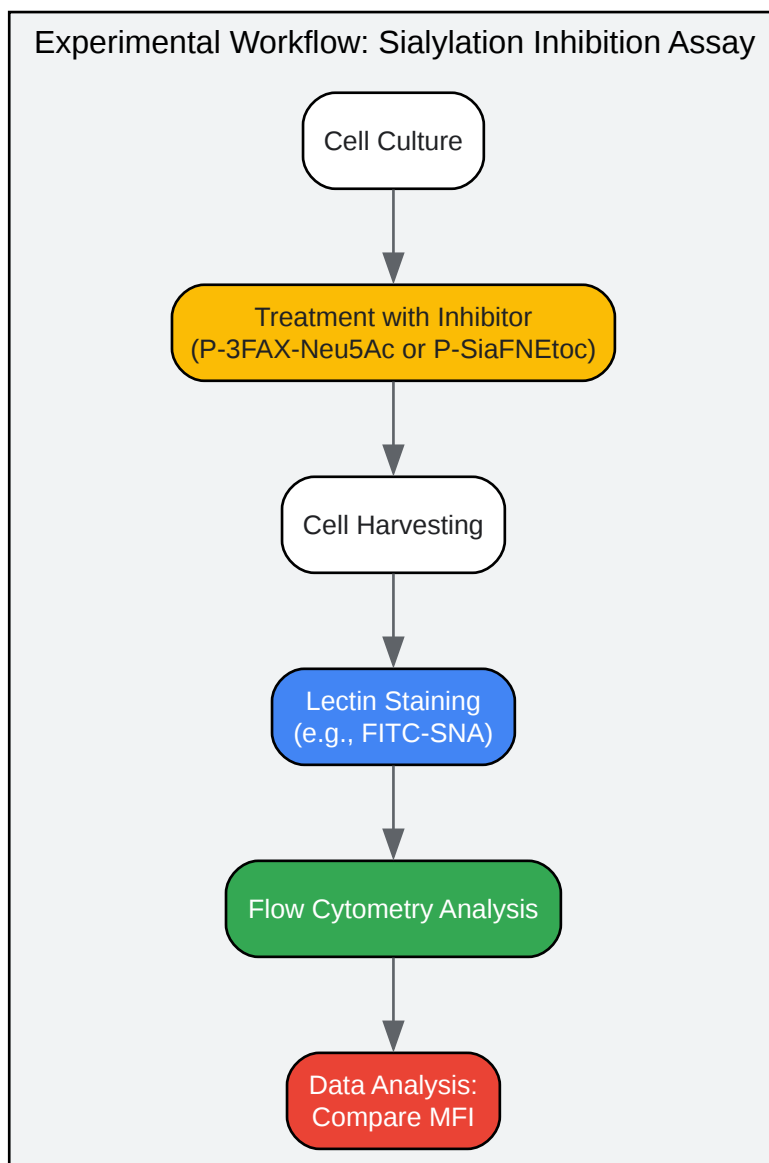 Experimental Workflow: Sialylation Inhibition Assay
Cell Culture
Treatment with Inhibitor
(P-3FAX-Neu5Ac or P-SiaFNEtoc)
Cell Harvesting
Lectin Staining
(e.g., FITC-SNA)
Flow Cytometry Analysis
Data Analysis:
Compare MFI